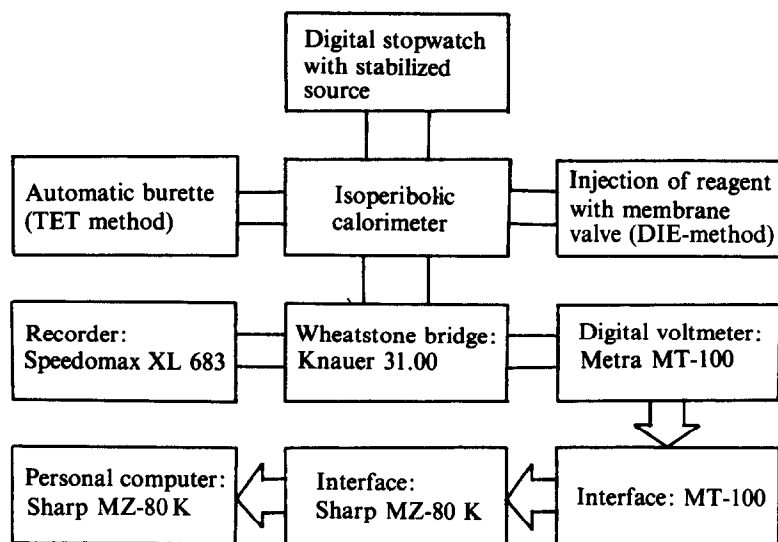 Digital stopwatch
with stabilized
source
Automatic burette
(TET method)
Isoperibolic
calorimeter
Injection of reagent
with membrane
valve (DIE-method)
Recorder:
Speedomax XL 683
Wheatstone bridge:
Knauer 31.00
Digital voltmeter:
Metra MT-100
Personal computer:
Sharp MZ-80 K
Interface:
Sharp MZ-80 K
Interface: MT-100